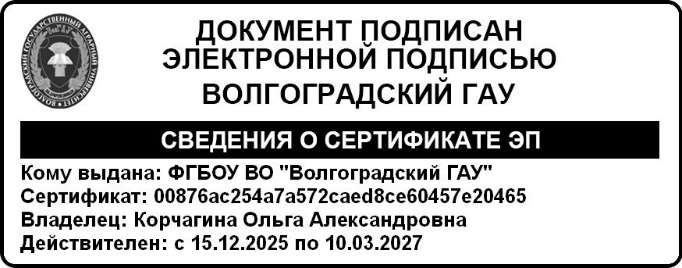 ДОКУМЕНТ ПОДПИСАН
ЭЛЕКТРОННОЙ ПОДПИСЬЮ
ВОЛГОГРАДСКИЙ ГАУ
СВЕДЕНИЯ О СЕРТИФИКАТЕ ЭП
Кому выдана: ФГБОУ ВО "Волгоградский ГАУ"
Сертификат: 00876ac254a7a572caed8ce60457e20465
Владелец: Корчагина Ольга Александровна
Действителен: с 15.12.2025 по 10.03.2027